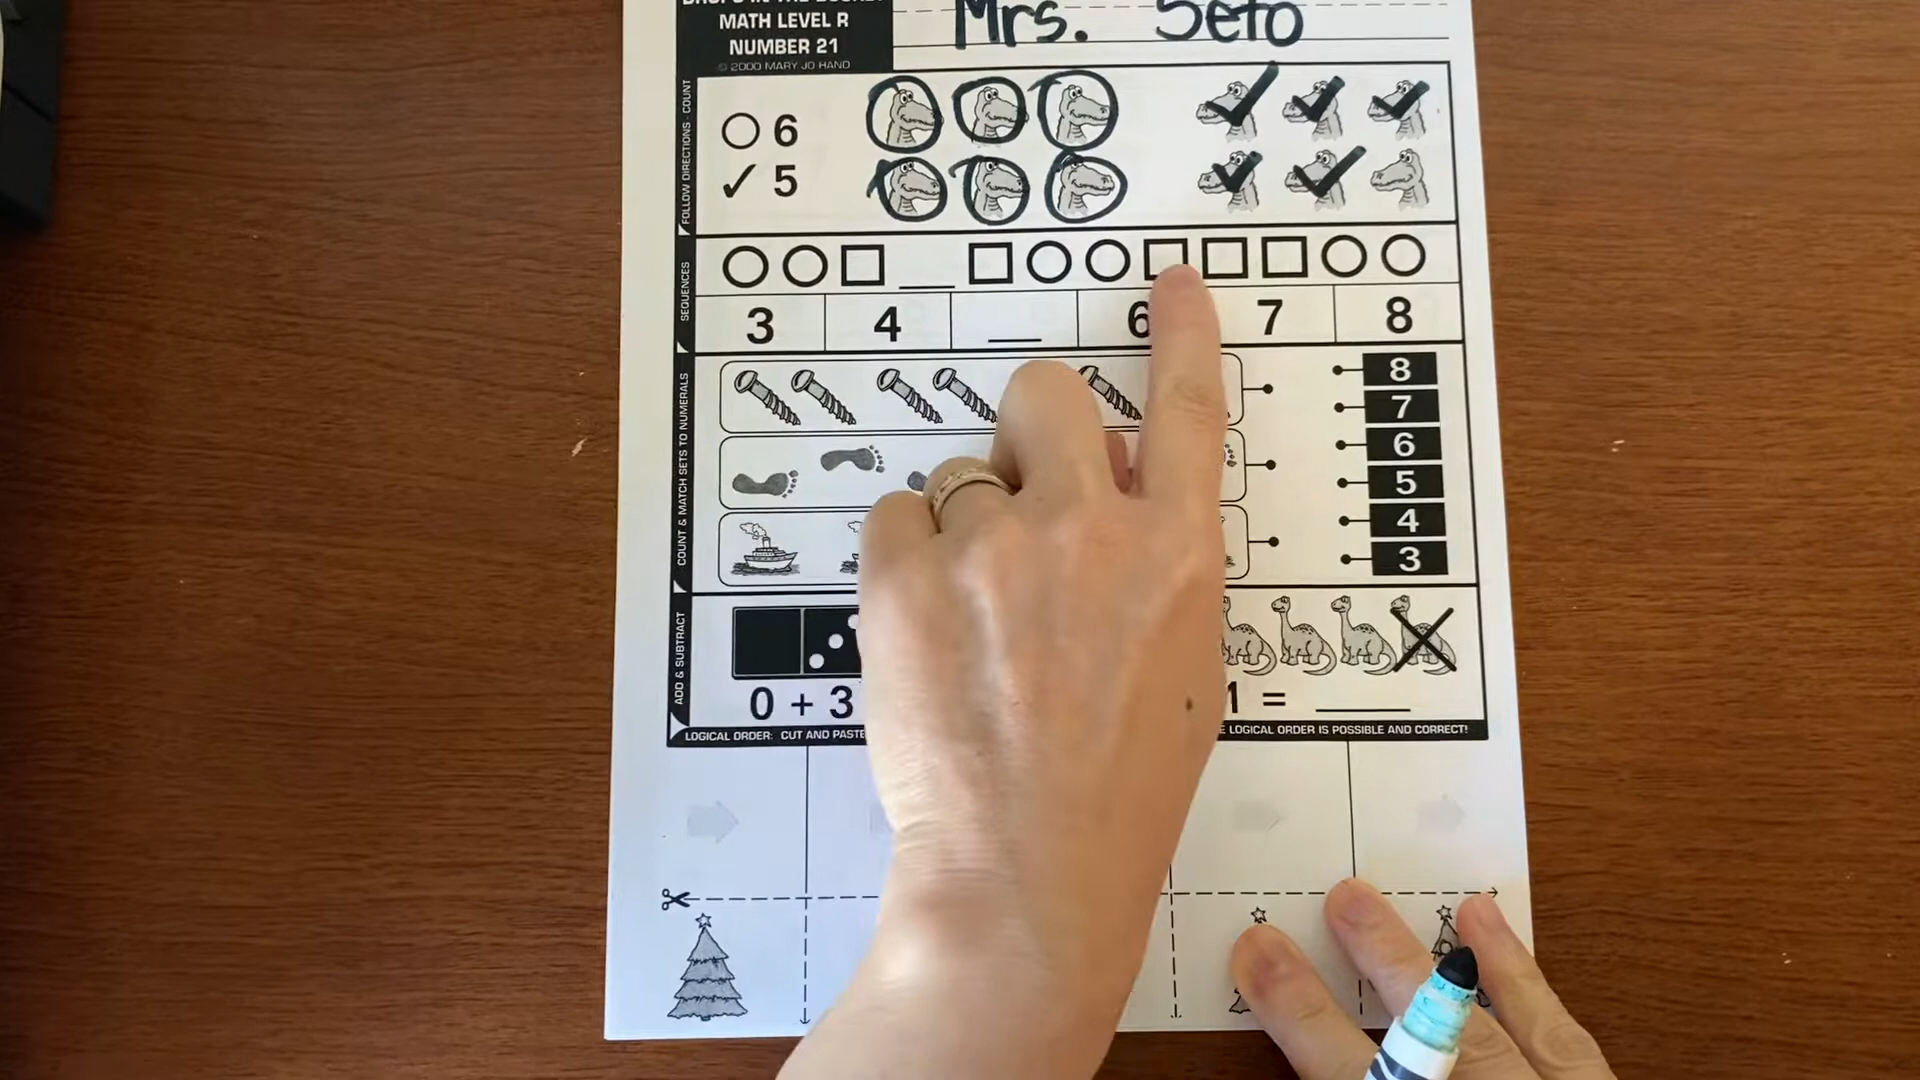 MATH LEVEL R
NUMBER 21
© 2000 MARY JO HAND
Mrs. Seto
FOLLOW DIRECTIONS - COUNT
6
✓ 5
SEQUENCES
3 4 __ 6 7 8
COUNT & MATCH SETS TO NUMERALS
8
7
6
5
4
3
ADD & SUBTRACT
0 + 3
1 = ____
LOGICAL ORDER: CUT AND PASTE
LOGICAL ORDER IS POSSIBLE AND CORRECT!